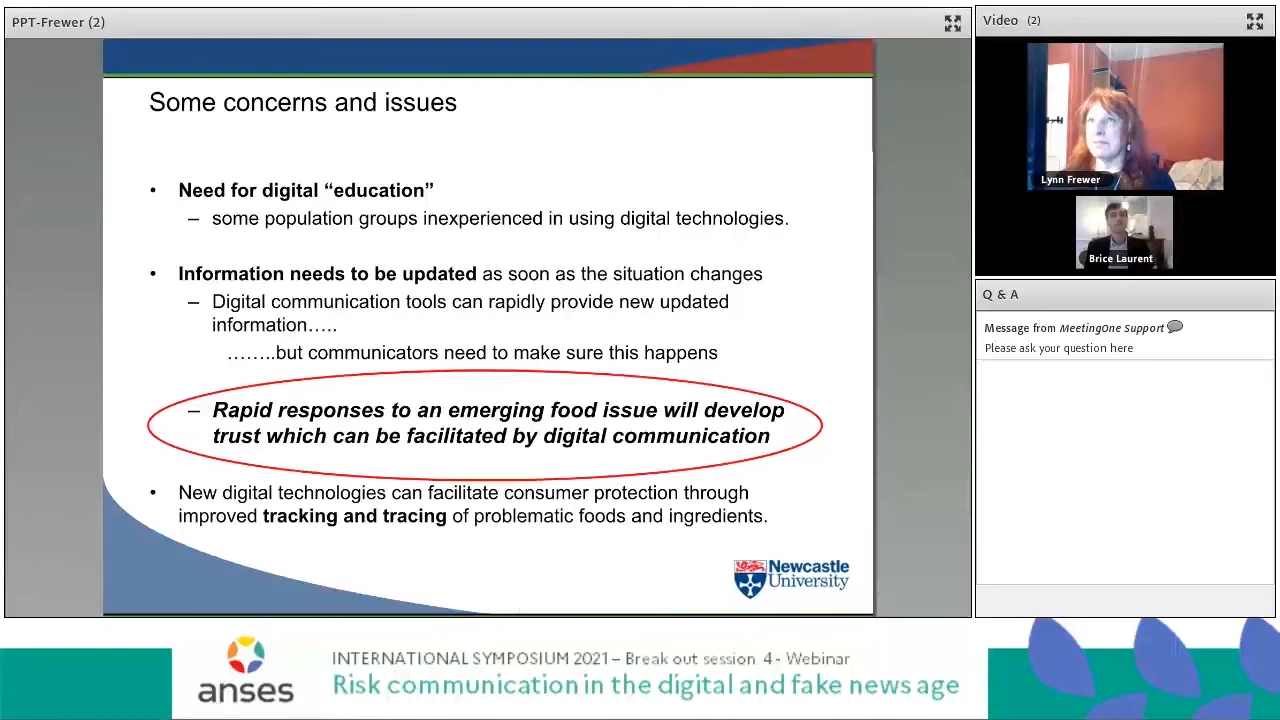 PPT-Frewer (2)
Some concerns and issues
• Need for digital “education”
– some population groups inexperienced in using digital technologies.
• Information needs to be updated as soon as the situation changes
– Digital communication tools can rapidly provide new updated
information…..
……..but communicators need to make sure this happens
– Rapid responses to an emerging food issue will develop
trust which can be facilitated by digital communication
• New digital technologies can facilitate consumer protection through
improved tracking and tracing of problematic foods and ingredients.
Newcastle
University
Video (2)
Lynn Frewer
Brice Laurent
Q & A
Message from MeetingOne Support
Please ask your question here
anses
INTERNATIONAL SYMPOSIUM 2021 – Break out session 4 - Webinar
Risk communication in the digital and fake news age